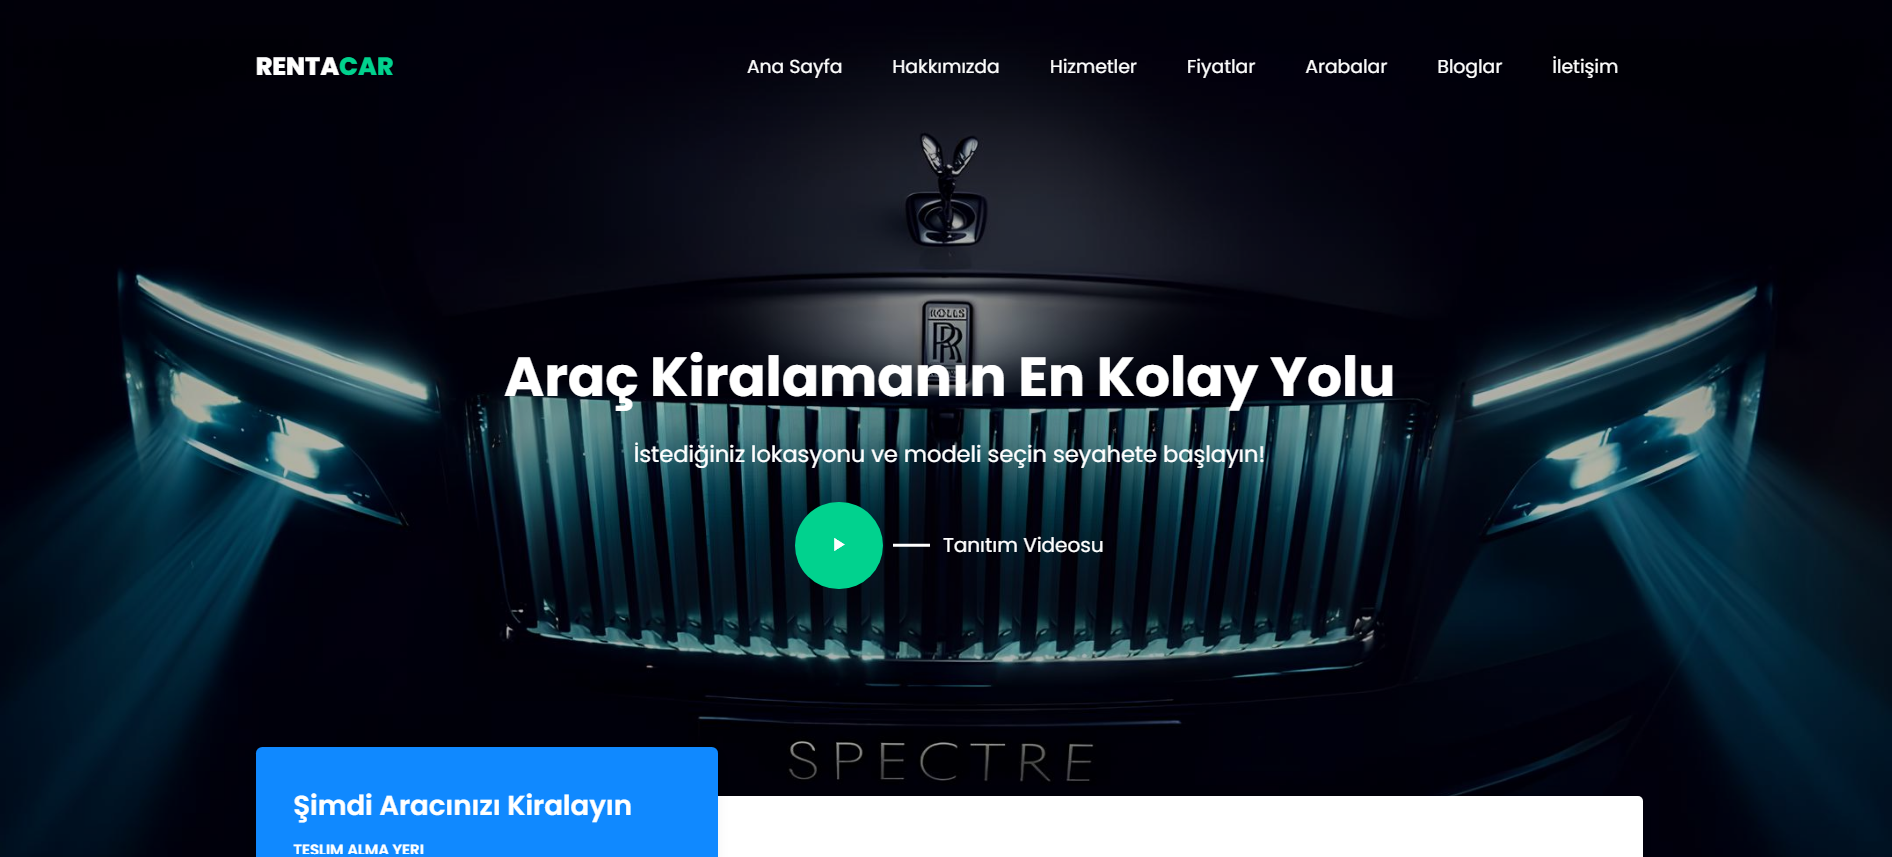 RENTACAR
Ana Sayfa Hakkımızda Hizmetler Fiyatlar Arabalar Bloglar İletişim
ROLLS
RR
Araç Kiralamanın En Kolay Yolu
İstediğiniz lokasyonu ve modeli seçin seyahete başlayın!
Tanıtım Videosu
SPECTRE
Şimdi Aracınızı Kiralayın
TESLIM ALMA YERI